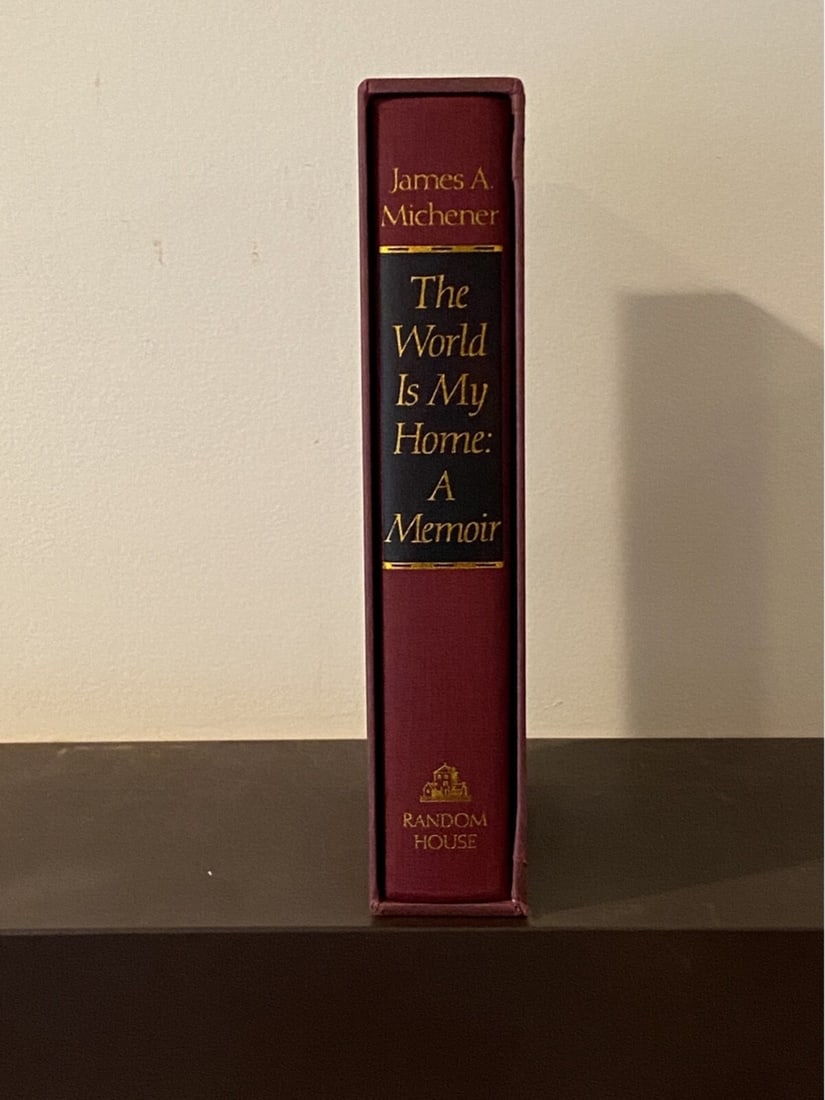 James A.
Michener
The
World
Is My
Home:
A
Memoir
RANDOM
HOUSE